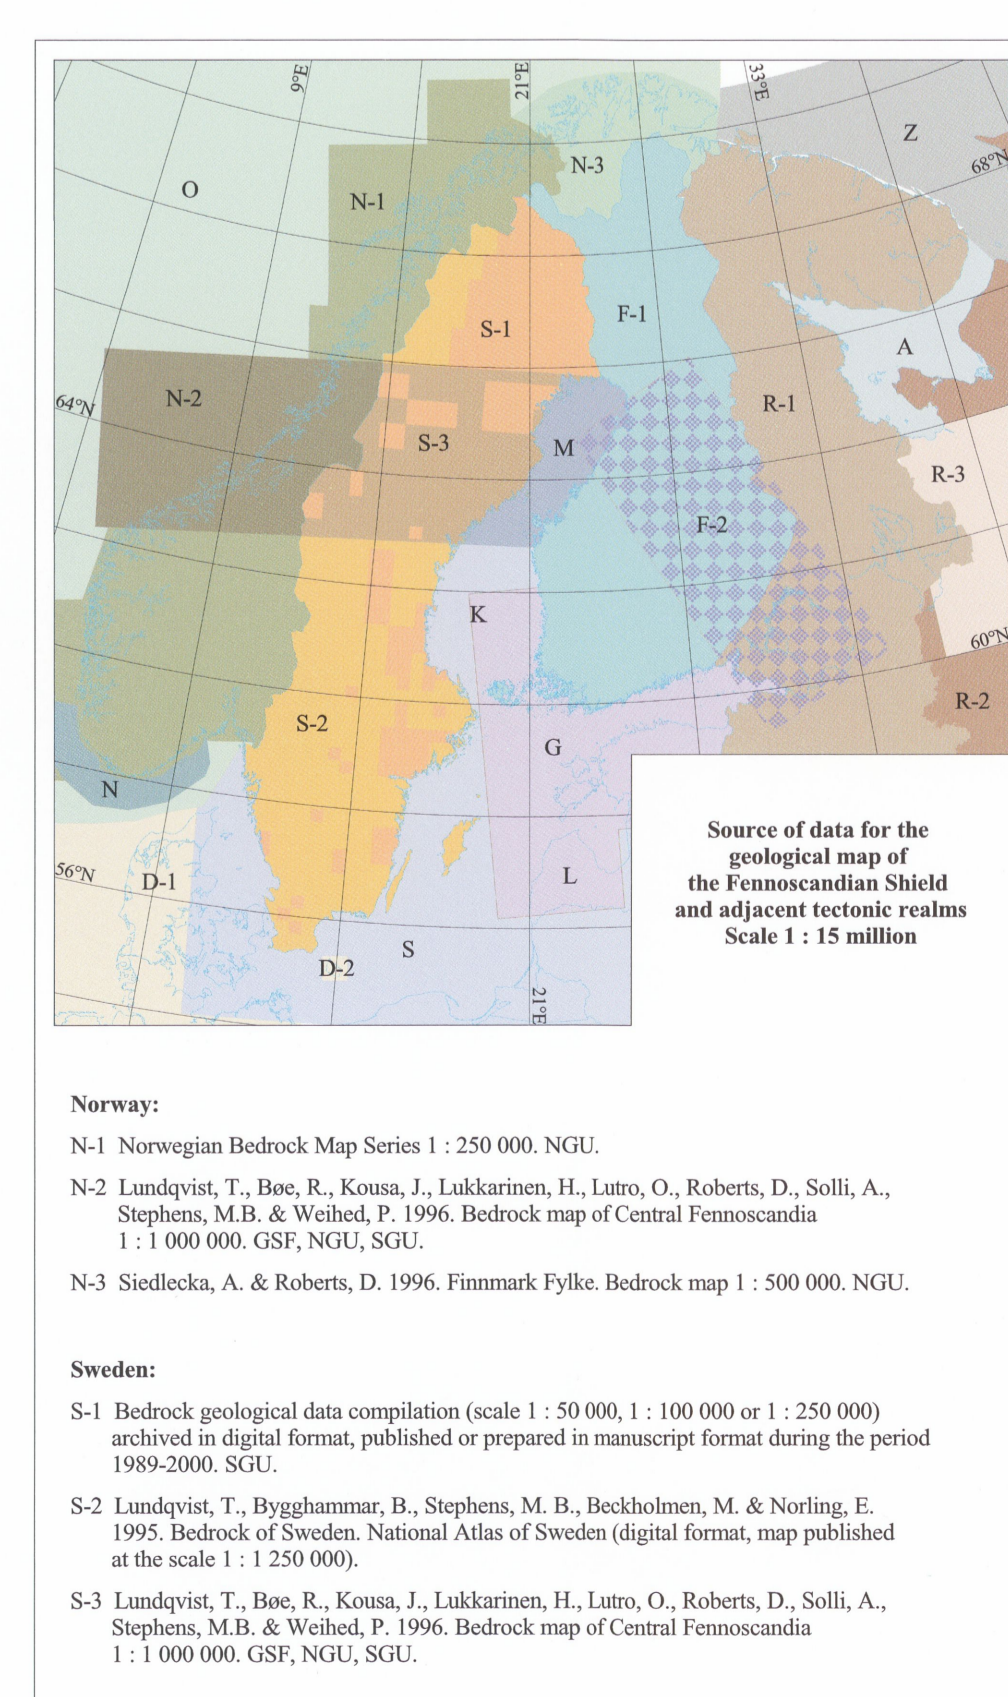 9°E
21°E
33°E
Z
68°N
N-3
O
N-1
F-1
S-1
A
N-2
64°N
R-1
S-3
M
R-3
F-2
K
60°N
R-2
S-2
G
N
56°N
D-1
L
S
D-2
21°E
Source of data for the
geological map of
the Fennoscandian Shield
and adjacent tectonic realms
Scale 1 : 15 million
Norway:
N-1 Norwegian Bedrock Map Series 1 : 250 000. NGU.
N-2 Lundqvist, T., Bøe, R., Kousa, J., Lukkarinen, H., Lutro, O., Roberts, D., Solli, A.,
Stephens, M.B. & Weihed, P. 1996. Bedrock map of Central Fennoscandia
1 : 1 000 000. GSF, NGU, SGU.
N-3 Siedlecka, A. & Roberts, D. 1996. Finnmark Fylke. Bedrock map 1 : 500 000. NGU.
Sweden:
S-1 Bedrock geological data compilation (scale 1 : 50 000, 1 : 100 000 or 1 : 250 000)
archived in digital format, published or prepared in manuscript format during the period
1989-2000. SGU.
S-2 Lundqvist, T., Bygghammar, B., Stephens, M. B., Beckholmen, M. & Norling, E.
1995. Bedrock of Sweden. National Atlas of Sweden (digital format, map published
at the scale 1 : 1 250 000).
S-3 Lundqvist, T., Bøe, R., Kousa, J., Lukkarinen, H., Lutro, O., Roberts, D., Solli, A.,
Stephens, M.B. & Weihed, P. 1996. Bedrock map of Central Fennoscandia
1 : 1 000 000. GSF, NGU, SGU.